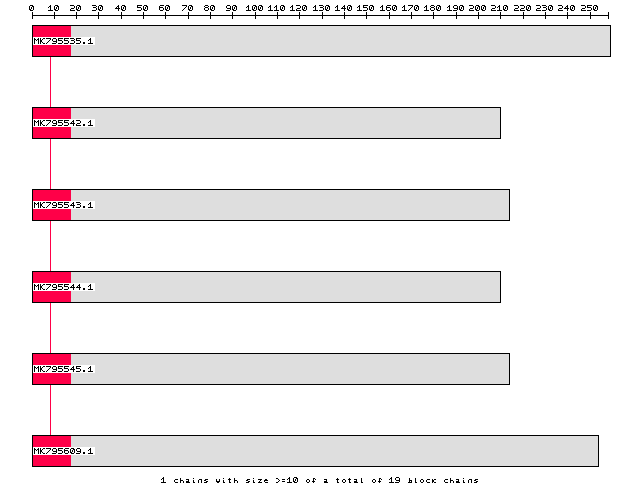 0 10 20 30 40 50 60 70 80 90 100 110 120 130 140 150 160 170 180 190 200 210 220 230 240 250
MK795535.1
MK795542.1
MK795543.1
MK795544.1
MK795545.1
MK795609.1
1 chains with size >=10 of a total of 19 block chains